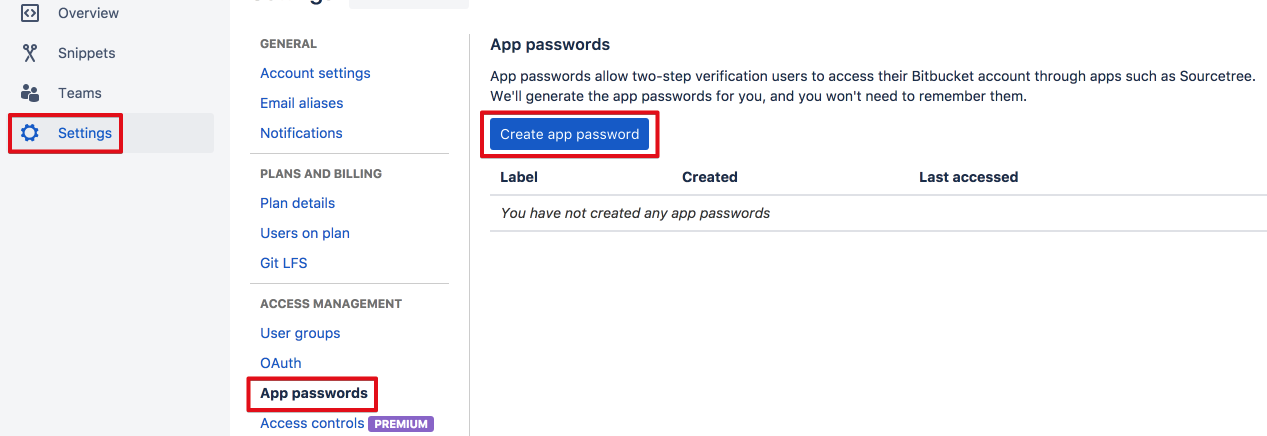 Overview
Snippets
Teams
Settings
GENERAL
Account settings
Email aliases
Notifications
PLANS AND BILLING
Plan details
Users on plan
Git LFS
ACCESS MANAGEMENT
User groups
OAuth
App passwords
Access controls PREMIUM
App passwords
App passwords allow two-step verification users to access their Bitbucket account through apps such as Sourcetree.
We'll generate the app passwords for you, and you won't need to remember them.
Create app password
Label Created Last accessed
You have not created any app passwords